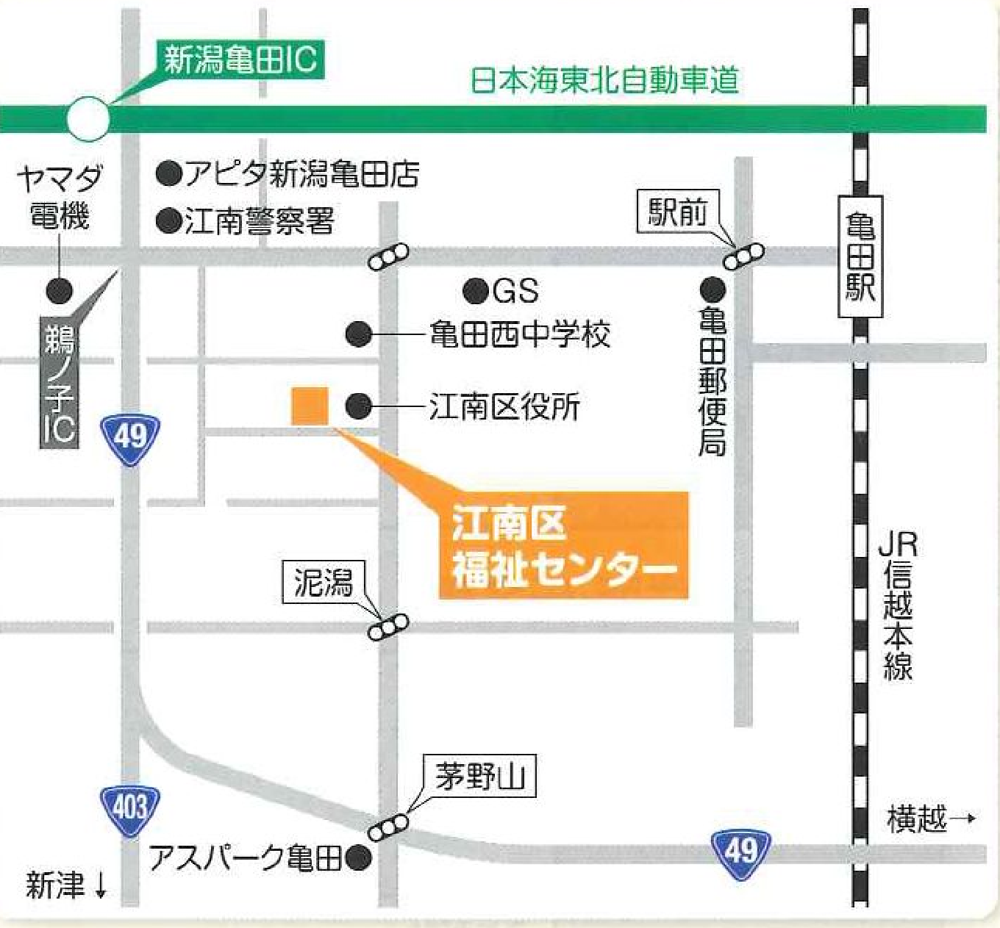 新潟亀田IC
日本海東北自動車道
ヤマダ
電機
●アピタ新潟亀田店
●江南警察署
駅前
亀田駅
●GS
亀田西中学校
亀田郵便局
鵜ノ子IC
江南区役所
49
江南区
福祉センター
JR信越本線
泥潟
茅野山
403
横越→
49
アスパーク亀田●
新津↓